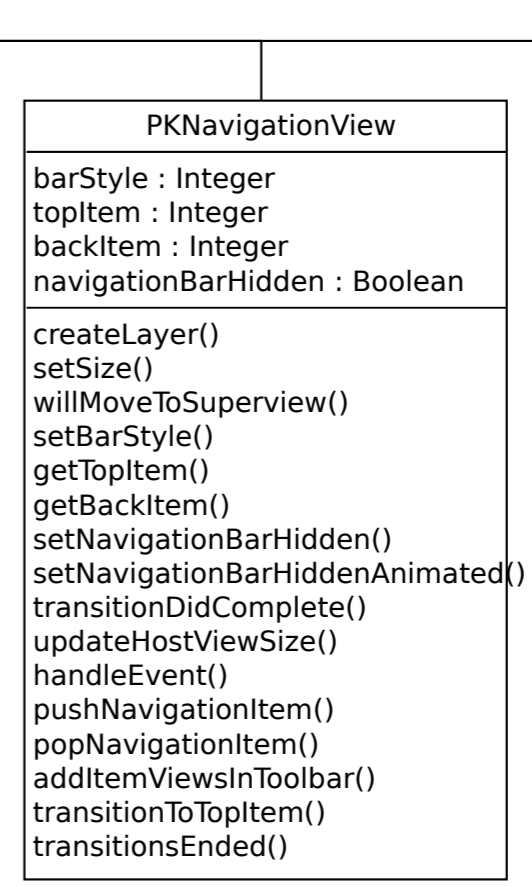 PKNavigationView
barStyle : Integer
topItem : Integer
backItem : Integer
navigationBarHidden : Boolean
createLayer()
setSize()
willMoveToSuperview()
setBarStyle()
getTopItem()
getBackItem()
setNavigationBarHidden()
setNavigationBarHiddenAnimated()
transitionDidComplete()
updateHostViewSize()
handleEvent()
pushNavigationItem()
popNavigationItem()
addItemViewsInToolbar()
transitionToTopItem()
transitionsEnded()